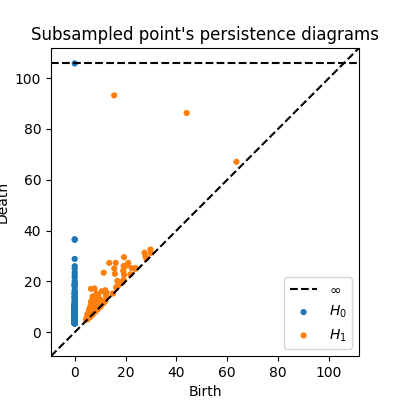 Subsampled point's persistence diagrams
100
80
60
40
20
0
Death
∞
H₀
H₁
0 20 40 60 80 100
Birth